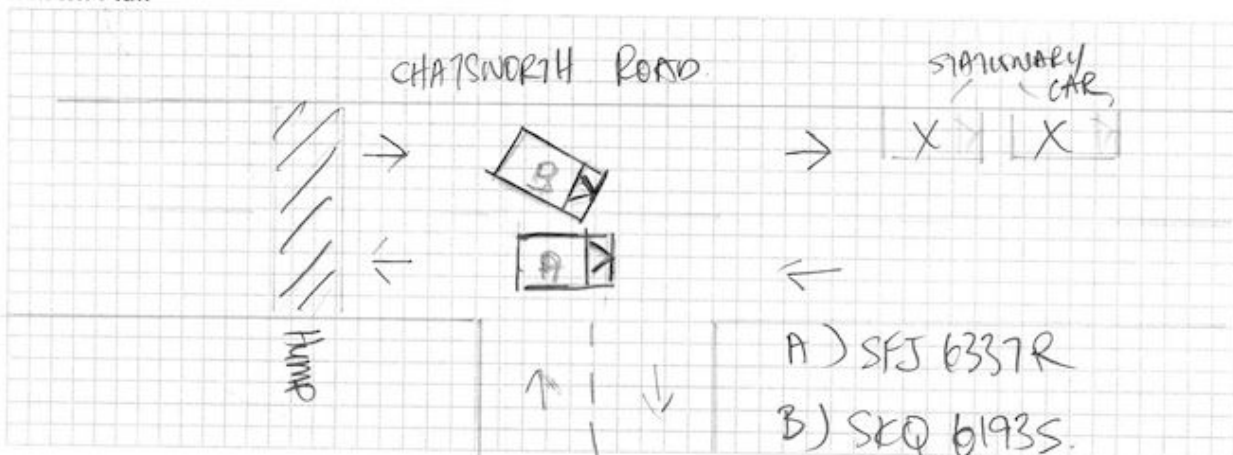 CHATSWORTH ROAD
STATIONARY
CAR
X
X
B
A
HUMP
A) SFJ 6337R
B) SKQ 6193S.